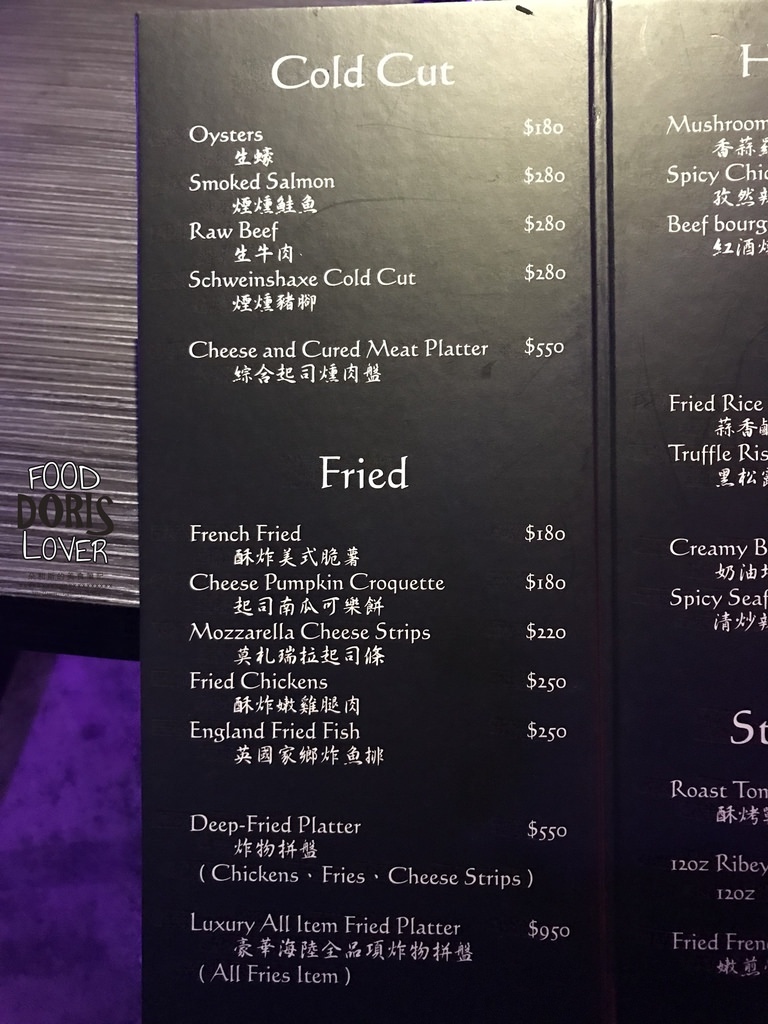 Cold Cut
Oysters $180
生蠔
Smoked Salmon $280
煙燻鮭魚
Raw Beef $280
生牛肉
Schweinshaxe Cold Cut $280
煙燻豬腳
Cheese and Cured Meat Platter $550
綜合起司燻肉盤
Fried
French Fried $180
酥炸美式脆薯
Cheese Pumpkin Croquette $180
起司南瓜可樂餅
Mozzarella Cheese Strips $220
莫札瑞拉起司條
Fried Chickens $250
酥炸嫩雞腿肉
England Fried Fish $250
英國家鄉炸魚排
Deep-Fried Platter $550
炸物拼盤
(Chickens、Fries、Cheese Strips)
Luxury All Item Fried Platter $950
豪華海陸全品項炸物拼盤
(All Fries Item)
H
Mushroom
香蒜
Spicy
孜然
Beef
紅酒
Fried Rice
蒜香
Truffle
黑松
Creamy
奶油
Spicy
清炒
St
Roast
酥烤
12oz
12oz
Fried
嫩煎
FOOD
DORIS
LOVER